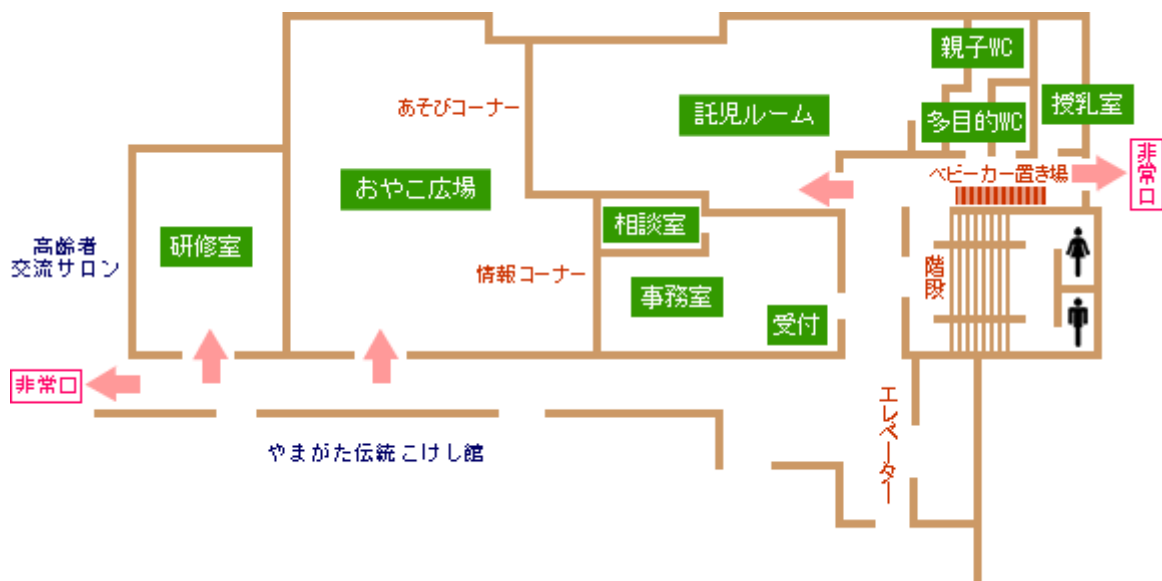 親子WC
あそびコーナー
託児ルーム
多目的WC
授乳室
非常口
ベビーカー置き場
おやこ広場
相談室
高齢者
交流サロン
研修室
情報コーナー
事務室
階段
受付
非常口
エレベーター
やまがた伝統こけし館